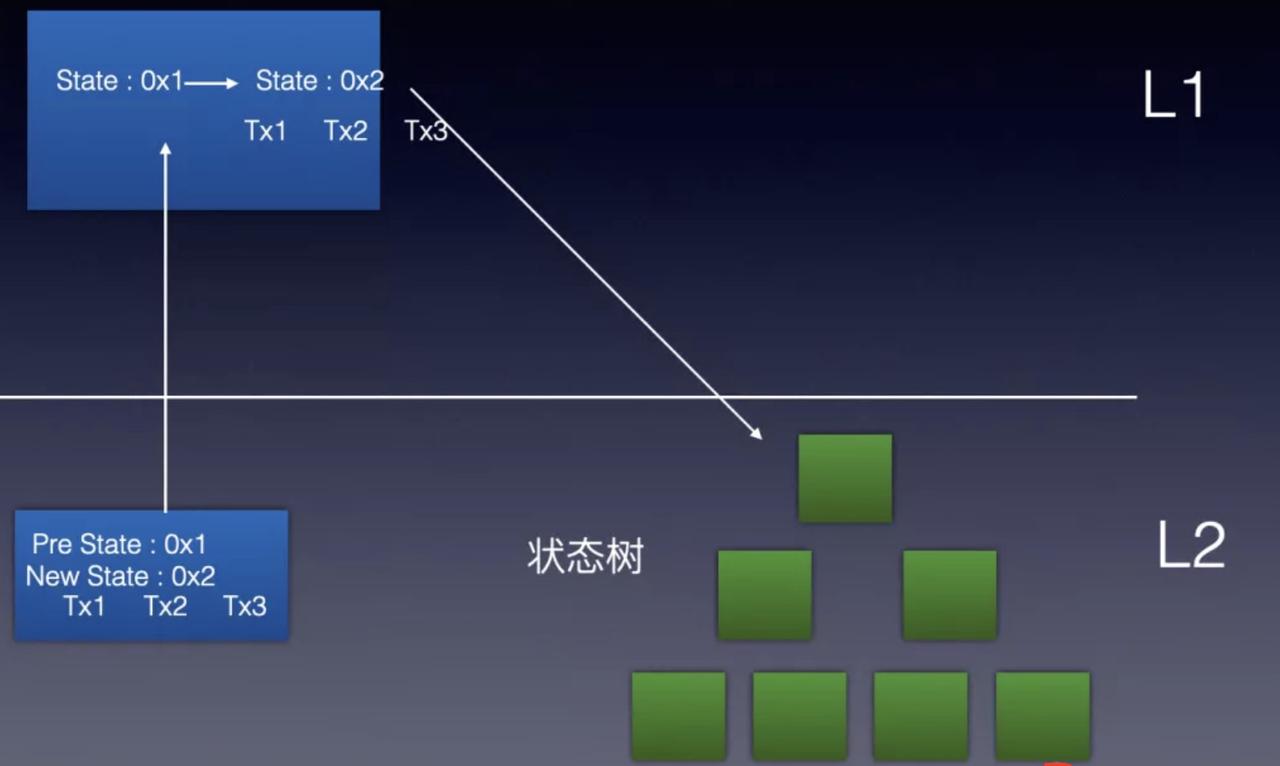 State : 0x1 State : 0x2
Tx1 Tx2 Tx3
L1
Pre State : 0x1
New State : 0x2
Tx1 Tx2 Tx3
状态树
L2